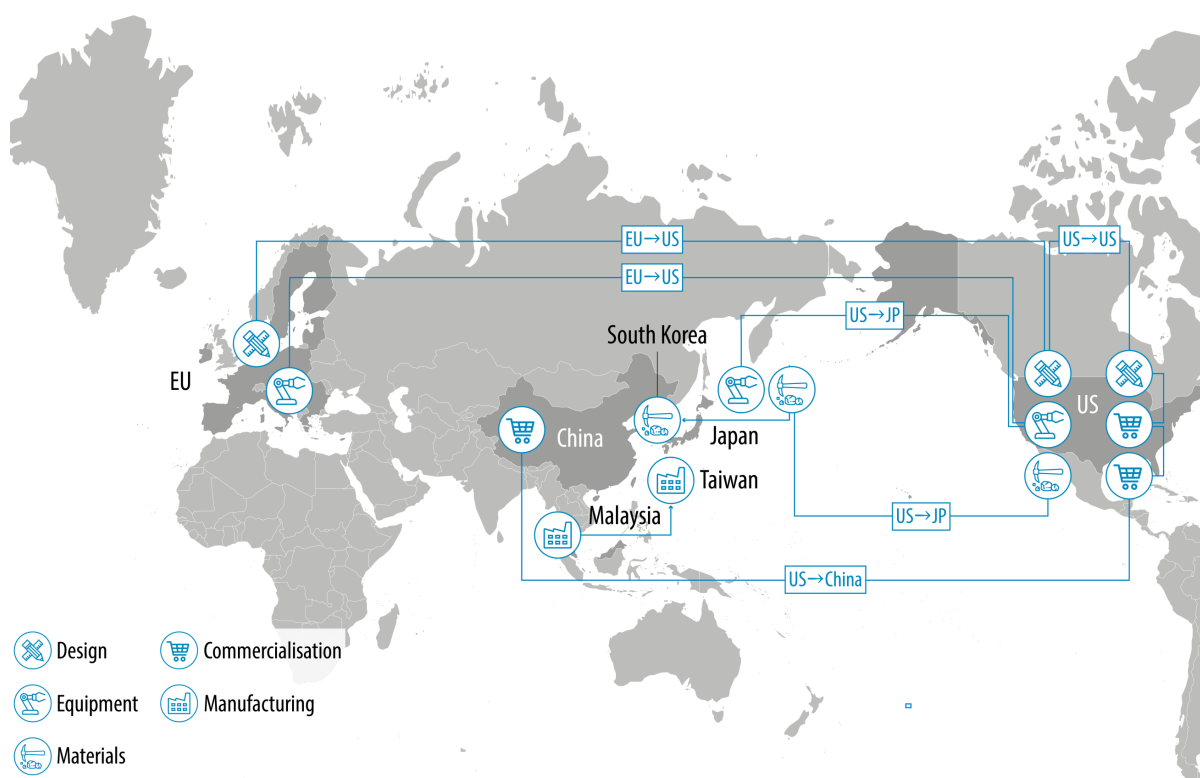 EU→US
US→US
EU→US
US→JP
South Korea
EU
US
China
Japan
Taiwan
Malaysia
US→JP
US→China
Design
Commercialisation
Equipment
Manufacturing
Materials